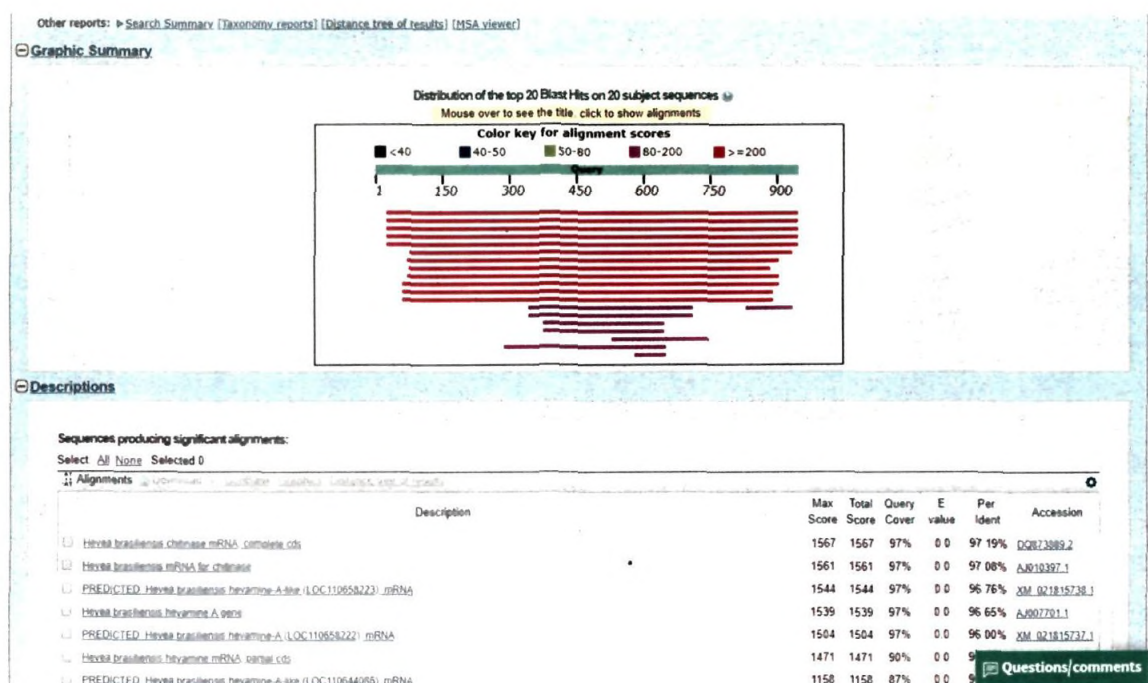 Other reports: ▶Search Summary [Taxonomy reports] [Distance tree of results] [MSA viewer]
Graphic Summary
Distribution of the top 20 Blast Hits on 20 subject sequences
Mouse over to see the title, click to show alignments
Color key for alignment scores
<40 40-50 50-80 80-200 >=200
Query
1 150 300 450 600 750 900
Descriptions
Sequences producing significant alignments:
Select All None Selected 0
Alignments
Description Max Score Total Score Query Cover E value Per Ident Accession
Hevea brasiliensis chitinase mRNA, complete cds 1567 1567 97% 0.0 97.19% DQ873889.2
Hevea brasiliensis mRNA for chitinase 1561 1561 97% 0.0 97.08% AJ010397.1
PREDICTED: Hevea brasiliensis hevamine-A-like (LOC110658223), mRNA 1544 1544 97% 0.0 96.76% XM_021815738.1
Hevea brasiliensis hevamine A gene 1539 1539 97% 0.0 96.65% AJ007701.1
PREDICTED: Hevea brasiliensis hevamine-A (LOC110658222), mRNA 1504 1504 97% 0.0 96.00% XM_021815737.1
Hevea brasiliensis hevamine mRNA, partial cds 1471 1471 90% 0.0
PREDICTED: Hevea brasiliensis hevamine-A-like (LOC110644085), mRNA 1158 1158 87% 0.0
Questions/comments